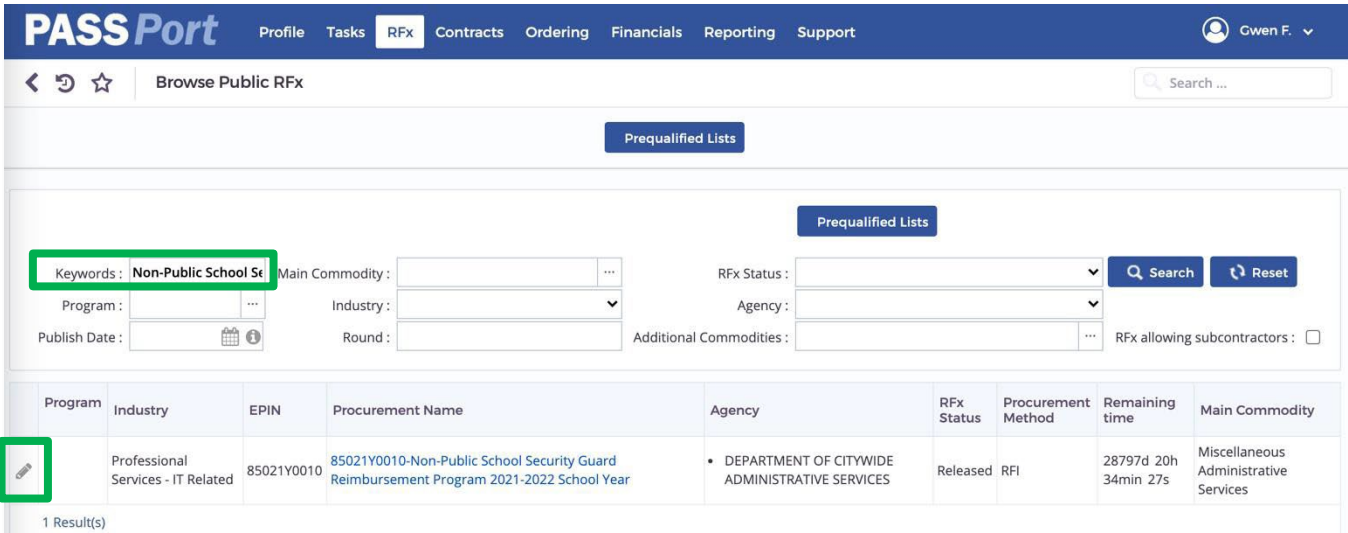 PASSPort Profile Tasks RFx Contracts Ordering Financials Reporting Support Gwen F.
Browse Public RFx Search ...
Prequalified Lists
Prequalified Lists
Keywords : Non-Public School Se Main Commodity : ... RFx Status : Search Reset
Program : ... Industry : Agency :
Publish Date : Round : Additional Commodities : ... RFx allowing subcontractors :
Program Industry EPIN Procurement Name Agency RFx Status Procurement Method Remaining time Main Commodity
Professional Services - IT Related 85021Y0010 85021Y0010-Non-Public School Security Guard Reimbursement Program 2021-2022 School Year • DEPARTMENT OF CITYWIDE ADMINISTRATIVE SERVICES Released RFI 28797d 20h 34min 27s Miscellaneous Administrative Services
1 Result(s)